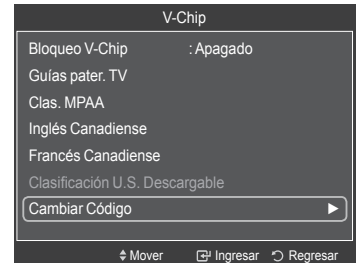 V-Chip
Bloqueo V-Chip : Apagado
Guías pater. TV
Clas. MPAA
Inglés Canadiense
Francés Canadiense
Clasificación U.S. Descargable
Cambiar Código ►
Mover Ingresar Regresar